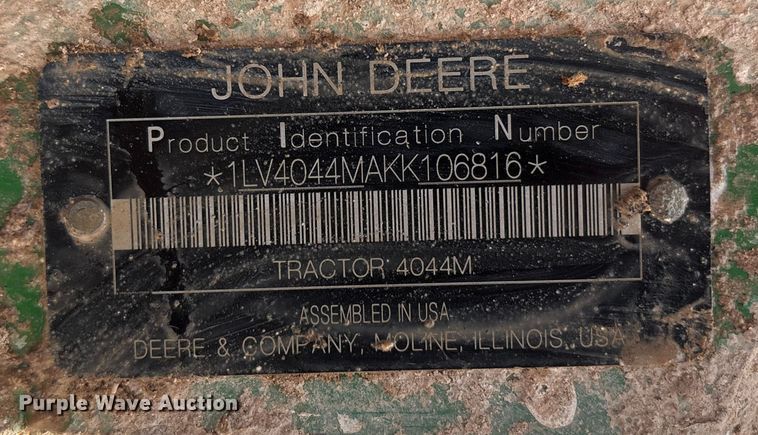 JOHN DEERE
Product Identification Number
*1LV4044MAKK106816*
TRACTOR 4044M
ASSEMBLED IN USA
DEERE & COMPANY, MOLINE, ILLINOIS, USA
Purple Wave Auction